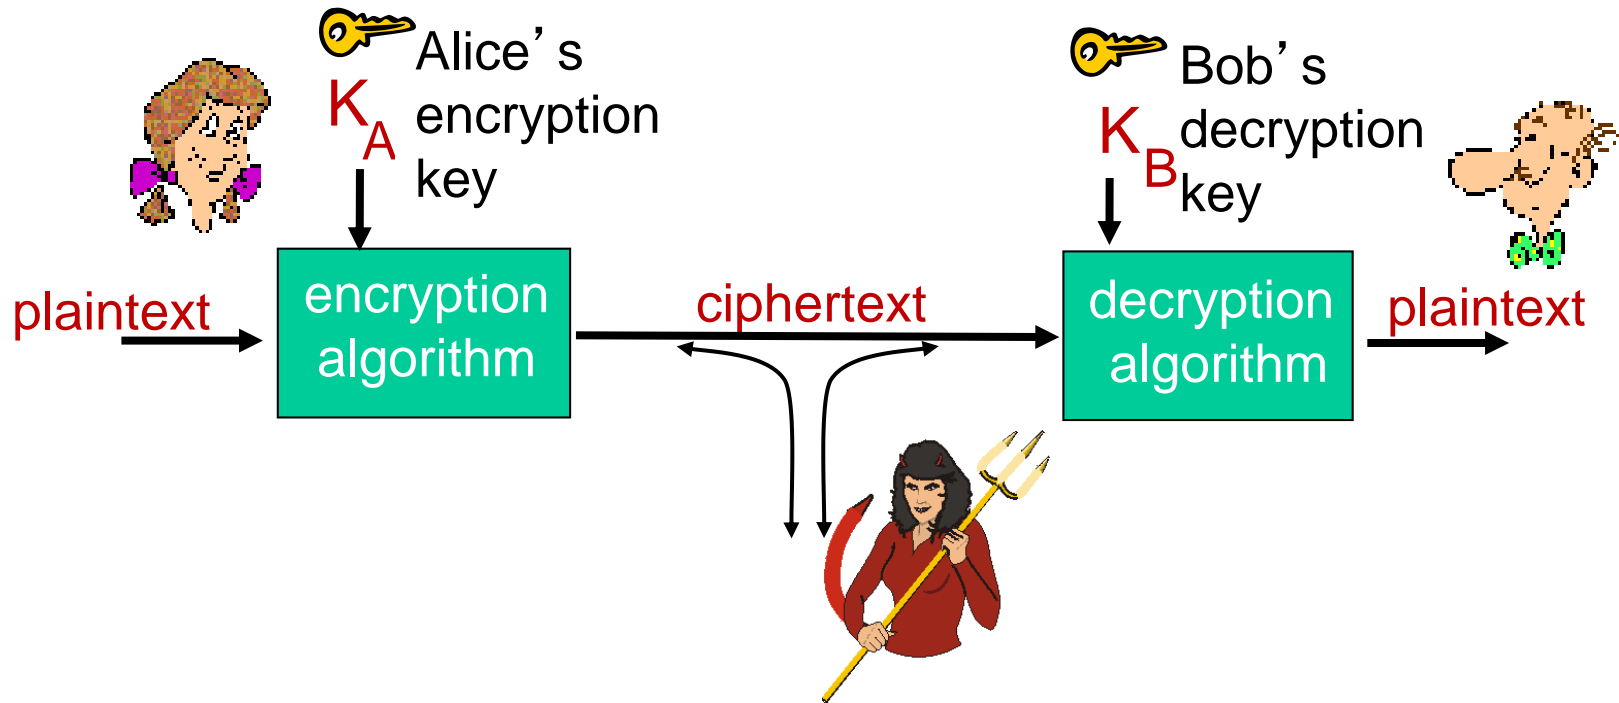 Alice’s
encryption
key
K
A
Bob’s
decryption
key
K
B
plaintext
encryption
algorithm
ciphertext
decryption
algorithm
plaintext